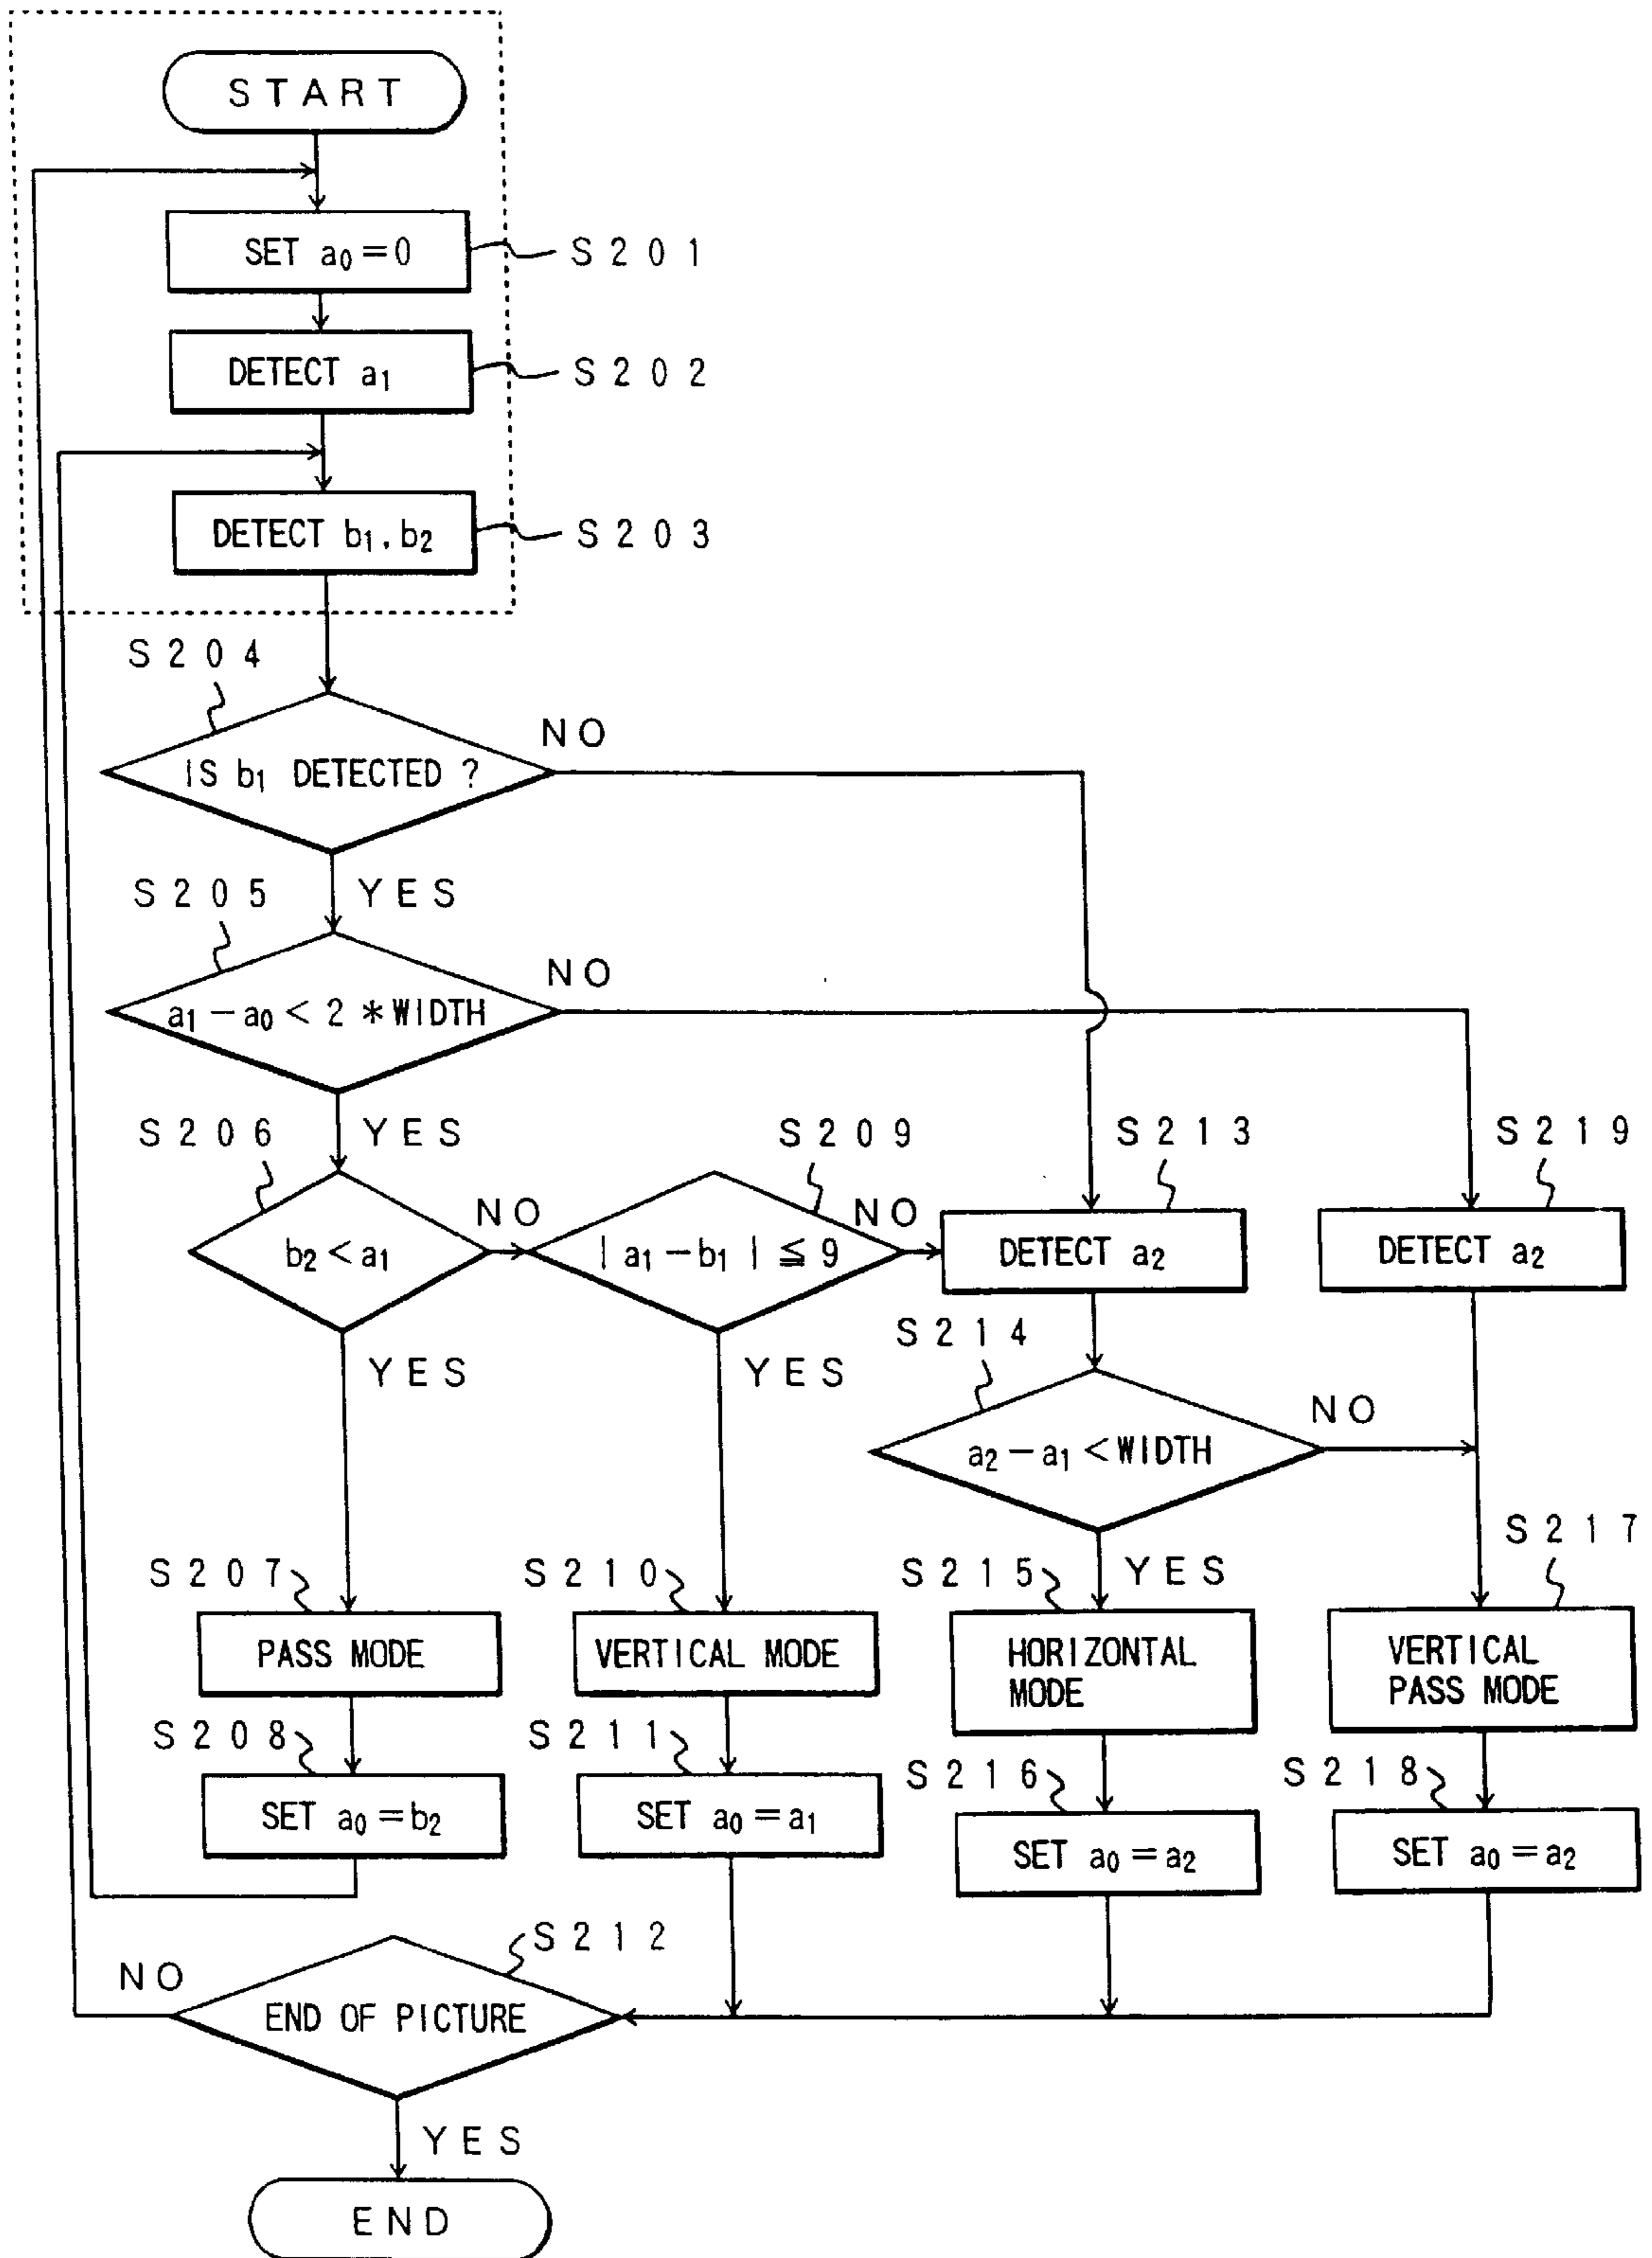 START
SET a₀=0
S201
DETECT a₁
S202
DETECT b₁, b₂
S203
S204
IS b₁ DETECTED ?
NO
YES
S205
a₁−a₀ < 2 * WIDTH
NO
YES
S206
b₂ < a₁
NO
YES
S209
| a₁−b₁ | ≦ 9
NO
YES
S213
DETECT a₂
S219
DETECT a₂
S214
a₂−a₁ < WIDTH
NO
YES
S207
PASS MODE
S210
VERTICAL MODE
S215
HORIZONTAL
MODE
S217
VERTICAL
PASS MODE
S208
SET a₀=b₂
S211
SET a₀=a₁
S216
SET a₀=a₂
S218
SET a₀=a₂
S212
END OF PICTURE
NO
YES
END